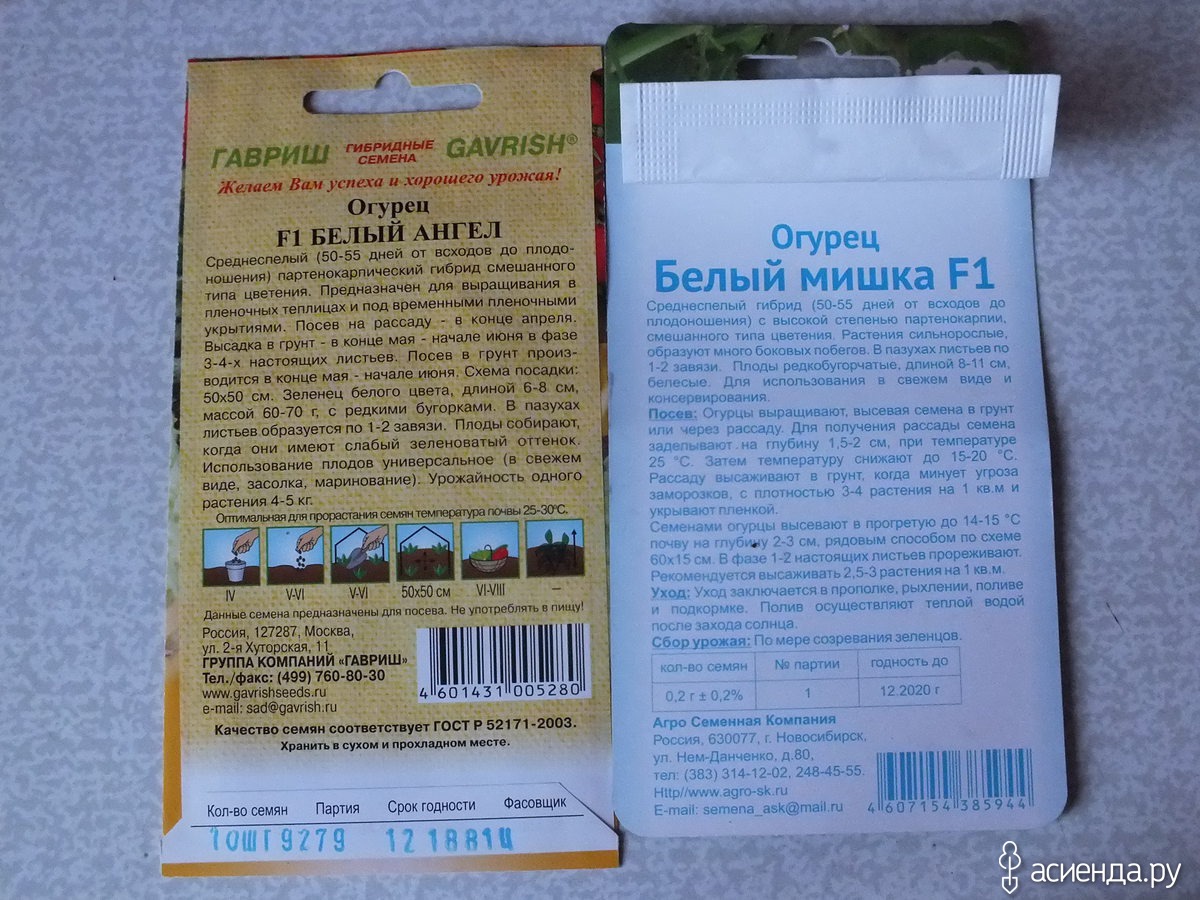 ГАВРИШ ГИБРИДНЫЕ СЕМЕНА GAVRISH®
Желаем Вам успеха и хорошего урожая!
Огурец
F1 БЕЛЫЙ АНГЕЛ
Среднеспелый (50-55 дней от всходов до плодо-
ношения) партенокарпический гибрид смешанного
типа цветения. Предназначен для выращивания в
пленочных теплицах и под временными пленочными
укрытиями. Посев на рассаду - в конце апреля.
Высадка в грунт - в конце мая - начале июня в фазе
3-4-х настоящих листьев. Посев в грунт произ-
водится в конце мая - начале июня. Схема посадки:
50x50 см. Зеленец белого цвета, длиной 6-8 см,
массой 60-70 г, с редкими бугорками. В пазухах
листьев образуется по 1-2 завязи. Плоды собирают,
когда они имеют слабый зеленоватый оттенок.
Использование плодов универсальное (в свежем
виде, засолка, маринование). Урожайность одного
растения 4-5 кг.
Оптимальная для прорастания семян температура почвы 25-30°С.
IV V-VI V-VI 50x50 см VI-VIII –
Данные семена предназначены для посева. Не употреблять в пищу!
Россия, 127287, Москва,
ул. 2-я Хуторская, 11
ГРУППА КОМПАНИЙ «ГАВРИШ»
Тел./факс: (499) 760-80-30
www.gavrishseeds.ru
e-mail: sad@gavrish.ru
4 601431 005280
Качество семян соответствует ГОСТ Р 52171-2003.
Хранить в сухом и прохладном месте.
Кол-во семян Партия Срок годности Фасовщик
10ШТ9279 12 18814
Огурец
Белый мишка F1
Среднеспелый гибрид (50-55 дней от всходов до
плодоношения) с высокой степенью партенокарпии,
смешанного типа цветения. Растения сильнорослые,
образуют много боковых побегов. В пазухах листьев по
1-2 завязи. Плоды редкобугорчатые, длиной 8-11 см,
белесые. Для использования в свежем виде и
консервирования.
Посев: Огурцы выращивают, высевая семена в грунт
или через рассаду. Для получения рассады семена
заделывают на глубину 1,5-2 см, при температуре
25 °С. Затем температуру снижают до 15-20 °С.
Рассаду высаживают в грунт, когда минует угроза
заморозков, с плотностью 3-4 растения на 1 кв.м и
укрывают пленкой.
Семенами огурцы высевают в прогретую до 14-15 °С
почву на глубину 2-3 см, рядовым способом по схеме
60x15 см. В фазе 1-2 настоящих листьев прореживают.
Рекомендуется высаживать 2,5-3 растения на 1 кв.м.
Уход: Уход заключается в прополке, рыхлении, поливе
и подкормке. Полив осуществляют теплой водой
после захода солнца.
Сбор урожая: По мере созревания зеленцов.
кол-во семян № партии годность до
0,2 г ± 0,2% 1 12.2020 г
Агро Семенная Компания
Россия, 630077, г. Новосибирск,
ул. Нем-Данченко, д.80,
тел: (383) 314-12-02, 248-45-55.
Http//www.agro-sk.ru
E-mail: semena_ask@mail.ru
4 607154 385944
асиенда.ру